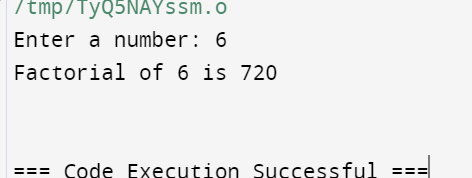 /tmp/TyQ5NAYssm.o
Enter a number: 6
Factorial of 6 is 720
=== Code Execution Successful ===